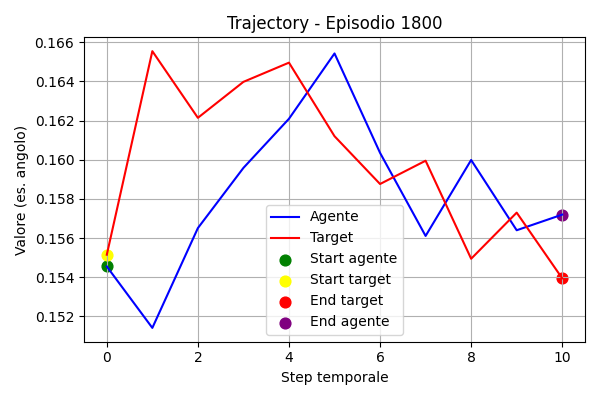 Trajectory - Episodio 1800
Valore (es. angolo)
0.166
0.164
0.162
0.160
0.158
0.156
0.154
0.152
Agente
Target
Start agente
Start target
End target
End agente
0 2 4 6 8 10
Step temporale